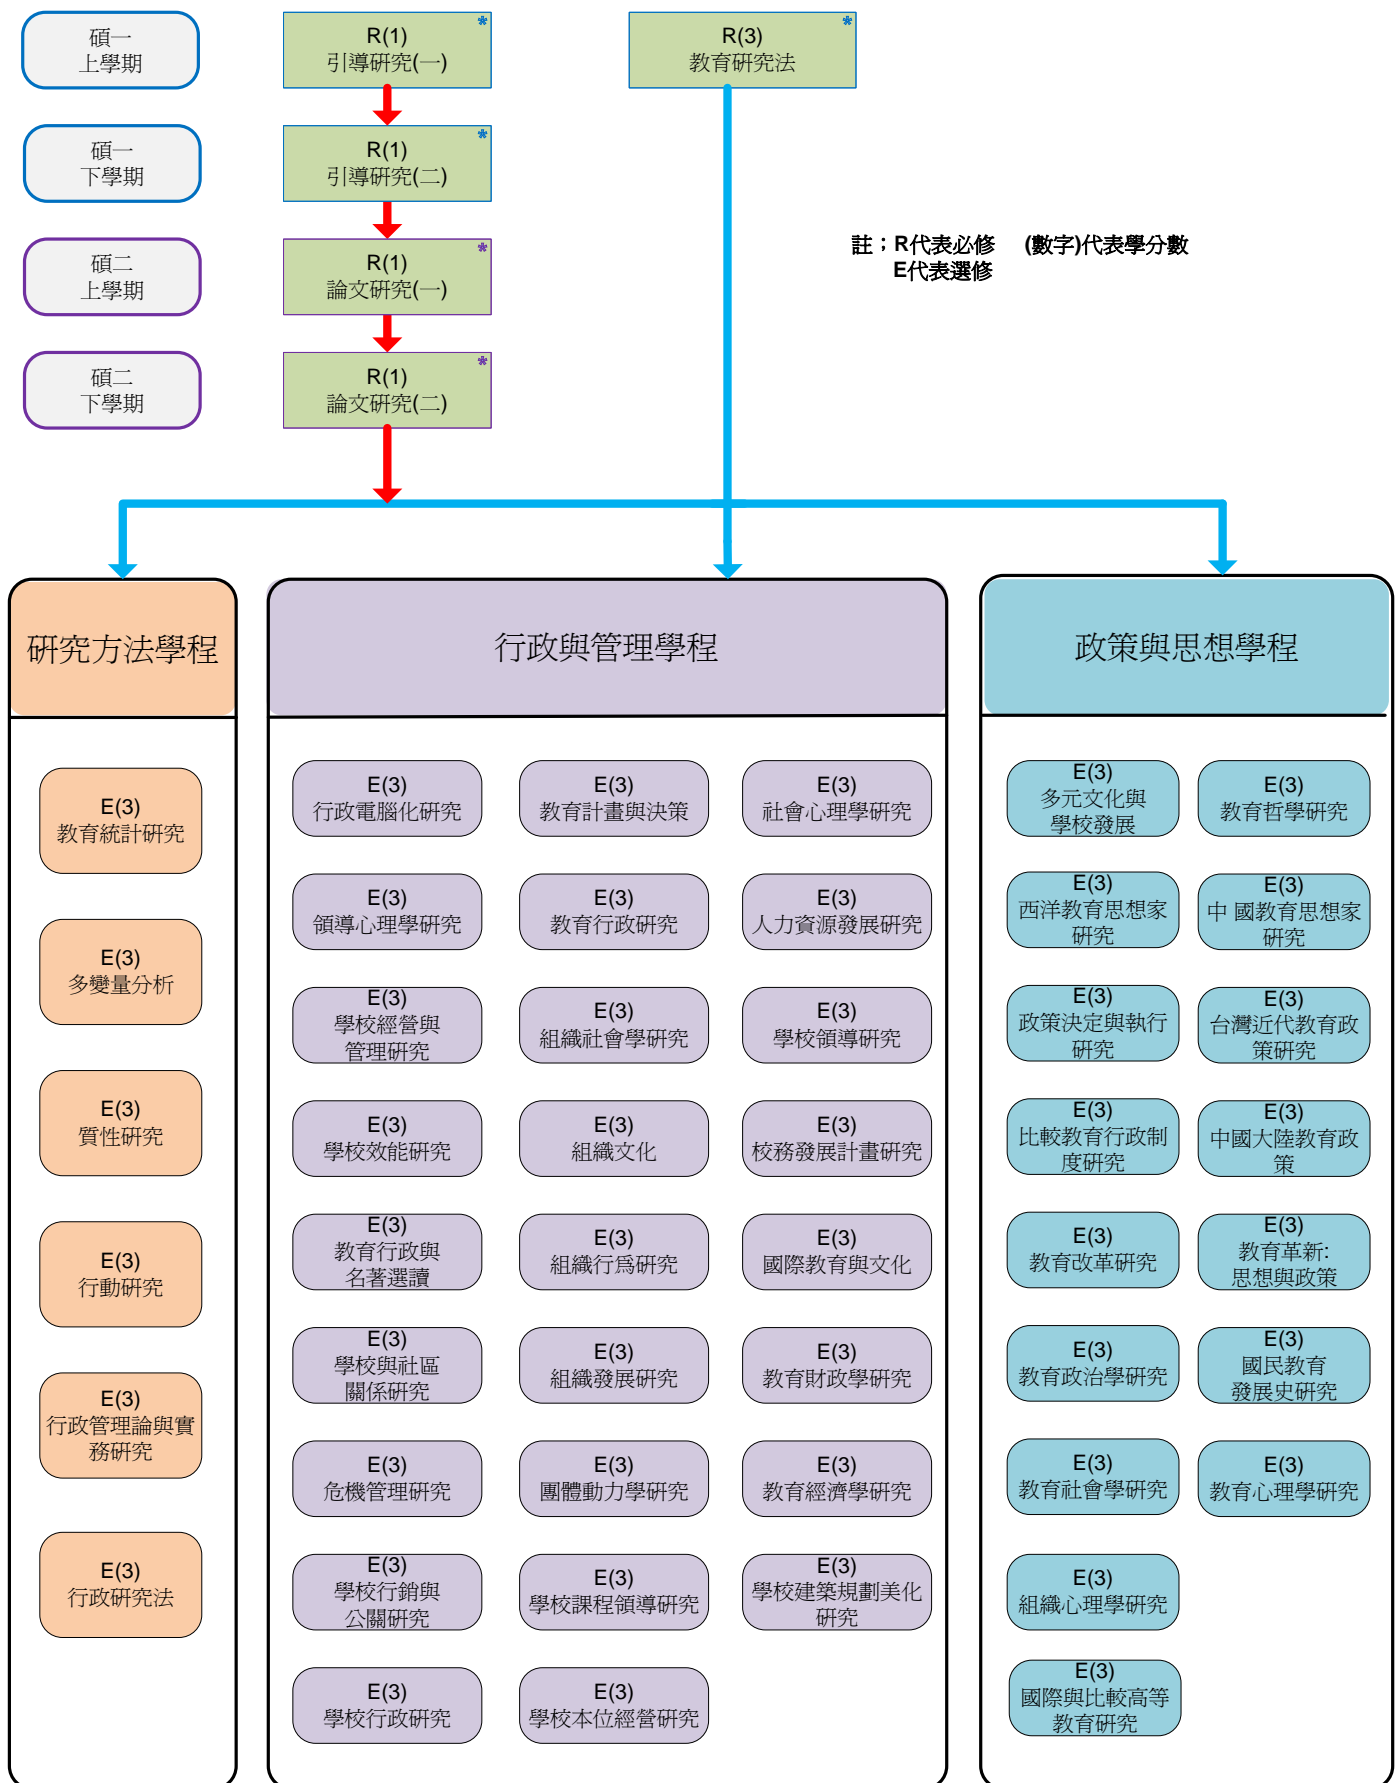 碩一
上學期
R(1)
引導研究(一)
*
R(3)
教育研究法
*
碩一
下學期
R(1)
引導研究(二)
*
碩二
上學期
R(1)
論文研究(一)
*
註；R代表必修 (數字)代表學分數
E代表選修
碩二
下學期
R(1)
論文研究(二)
*
研究方法學程
E(3)
教育統計研究
E(3)
多變量分析
E(3)
質性研究
E(3)
行動研究
E(3)
行政管理論與實
務研究
E(3)
行政研究法
行政與管理學程
E(3)
行政電腦化研究
E(3)
教育計畫與決策
E(3)
社會心理學研究
E(3)
領導心理學研究
E(3)
教育行政研究
E(3)
人力資源發展研究
E(3)
學校經營與
管理研究
E(3)
組織社會學研究
E(3)
學校領導研究
E(3)
學校效能研究
E(3)
組織文化
E(3)
校務發展計畫研究
E(3)
教育行政與
名著選讀
E(3)
組織行為研究
E(3)
國際教育與文化
E(3)
學校與社區
關係研究
E(3)
組織發展研究
E(3)
教育財政學研究
E(3)
危機管理研究
E(3)
團體動力學研究
E(3)
教育經濟學研究
E(3)
學校行銷與
公關研究
E(3)
學校課程領導研究
E(3)
學校建築規劃美化
研究
E(3)
學校行政研究
E(3)
學校本位經營研究
政策與思想學程
E(3)
多元文化與
學校發展
E(3)
教育哲學研究
E(3)
西洋教育思想家
研究
E(3)
中 國教育思想家
研究
E(3)
政策決定與執行
研究
E(3)
台灣近代教育政
策研究
E(3)
比較教育行政制
度研究
E(3)
中國大陸教育政
策
E(3)
教育改革研究
E(3)
教育革新:
思想與政策
E(3)
教育政治學研究
E(3)
國民教育
發展史研究
E(3)
教育社會學研究
E(3)
教育心理學研究
E(3)
組織心理學研究
E(3)
國際與比較高等
教育研究